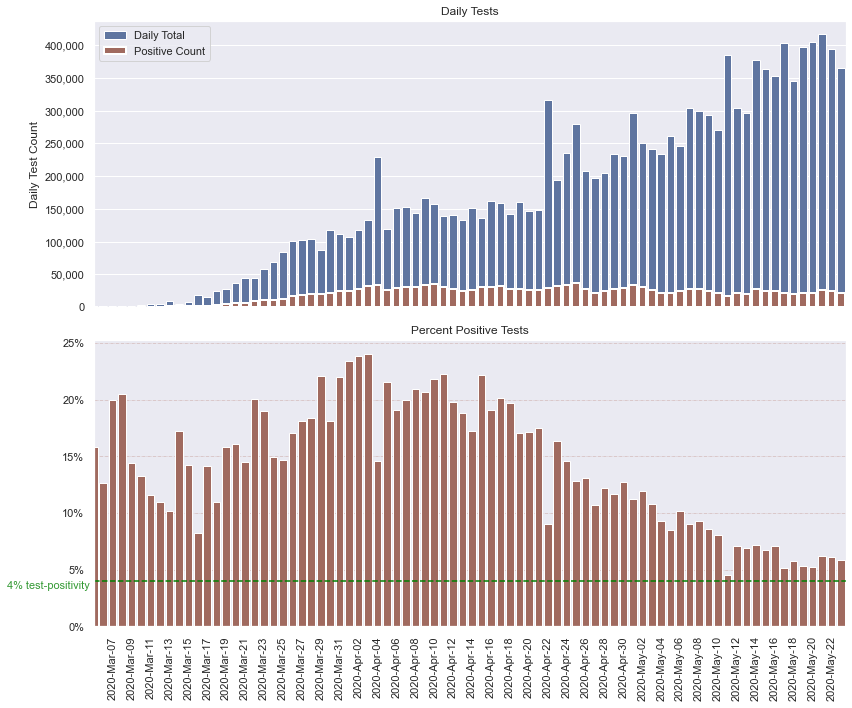 Daily Tests
Daily Total
Positive Count
Daily Test Count
400,000
350,000
300,000
250,000
200,000
150,000
100,000
50,000
0
Percent Positive Tests
25%
20%
15%
10%
5%
4% test-positivity
0%
2020-Mar-07
2020-Mar-09
2020-Mar-11
2020-Mar-13
2020-Mar-15
2020-Mar-17
2020-Mar-19
2020-Mar-21
2020-Mar-23
2020-Mar-25
2020-Mar-27
2020-Mar-29
2020-Mar-31
2020-Apr-02
2020-Apr-04
2020-Apr-06
2020-Apr-08
2020-Apr-10
2020-Apr-12
2020-Apr-14
2020-Apr-16
2020-Apr-18
2020-Apr-20
2020-Apr-22
2020-Apr-24
2020-Apr-26
2020-Apr-28
2020-Apr-30
2020-May-02
2020-May-04
2020-May-06
2020-May-08
2020-May-10
2020-May-12
2020-May-14
2020-May-16
2020-May-18
2020-May-20
2020-May-22